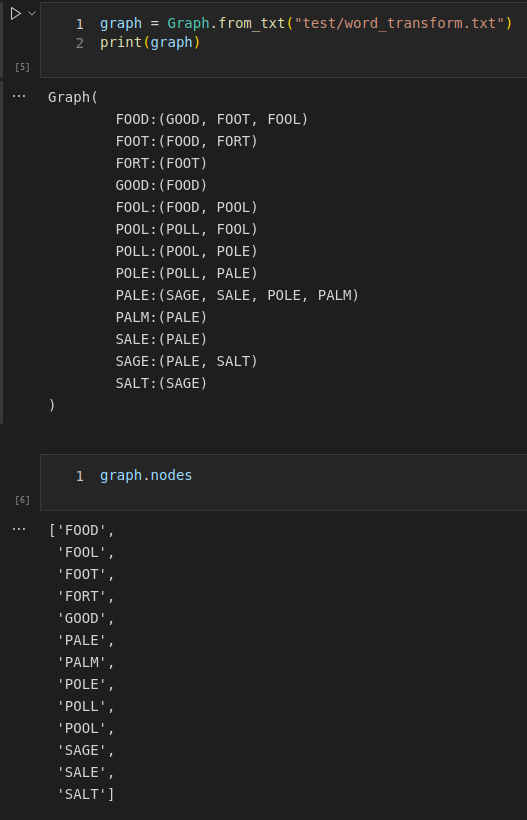 1 graph = Graph.from_txt("test/word_transform.txt")
2 print(graph)
[5]
... Graph(
FOOD:(GOOD, FOOT, FOOL)
FOOT:(FOOD, FORT)
FORT:(FOOT)
GOOD:(FOOD)
FOOL:(FOOD, POOL)
POOL:(POLL, FOOL)
POLL:(POOL, POLE)
POLE:(POLL, PALE)
PALE:(SAGE, SALE, POLE, PALM)
PALM:(PALE)
SALE:(PALE)
SAGE:(PALE, SALT)
SALT:(SAGE)
)
1 graph.nodes
[6]
... ['FOOD',
'FOOL',
'FOOT',
'FORT',
'GOOD',
'PALE',
'PALM',
'POLE',
'POLL',
'POOL',
'SAGE',
'SALE',
'SALT']